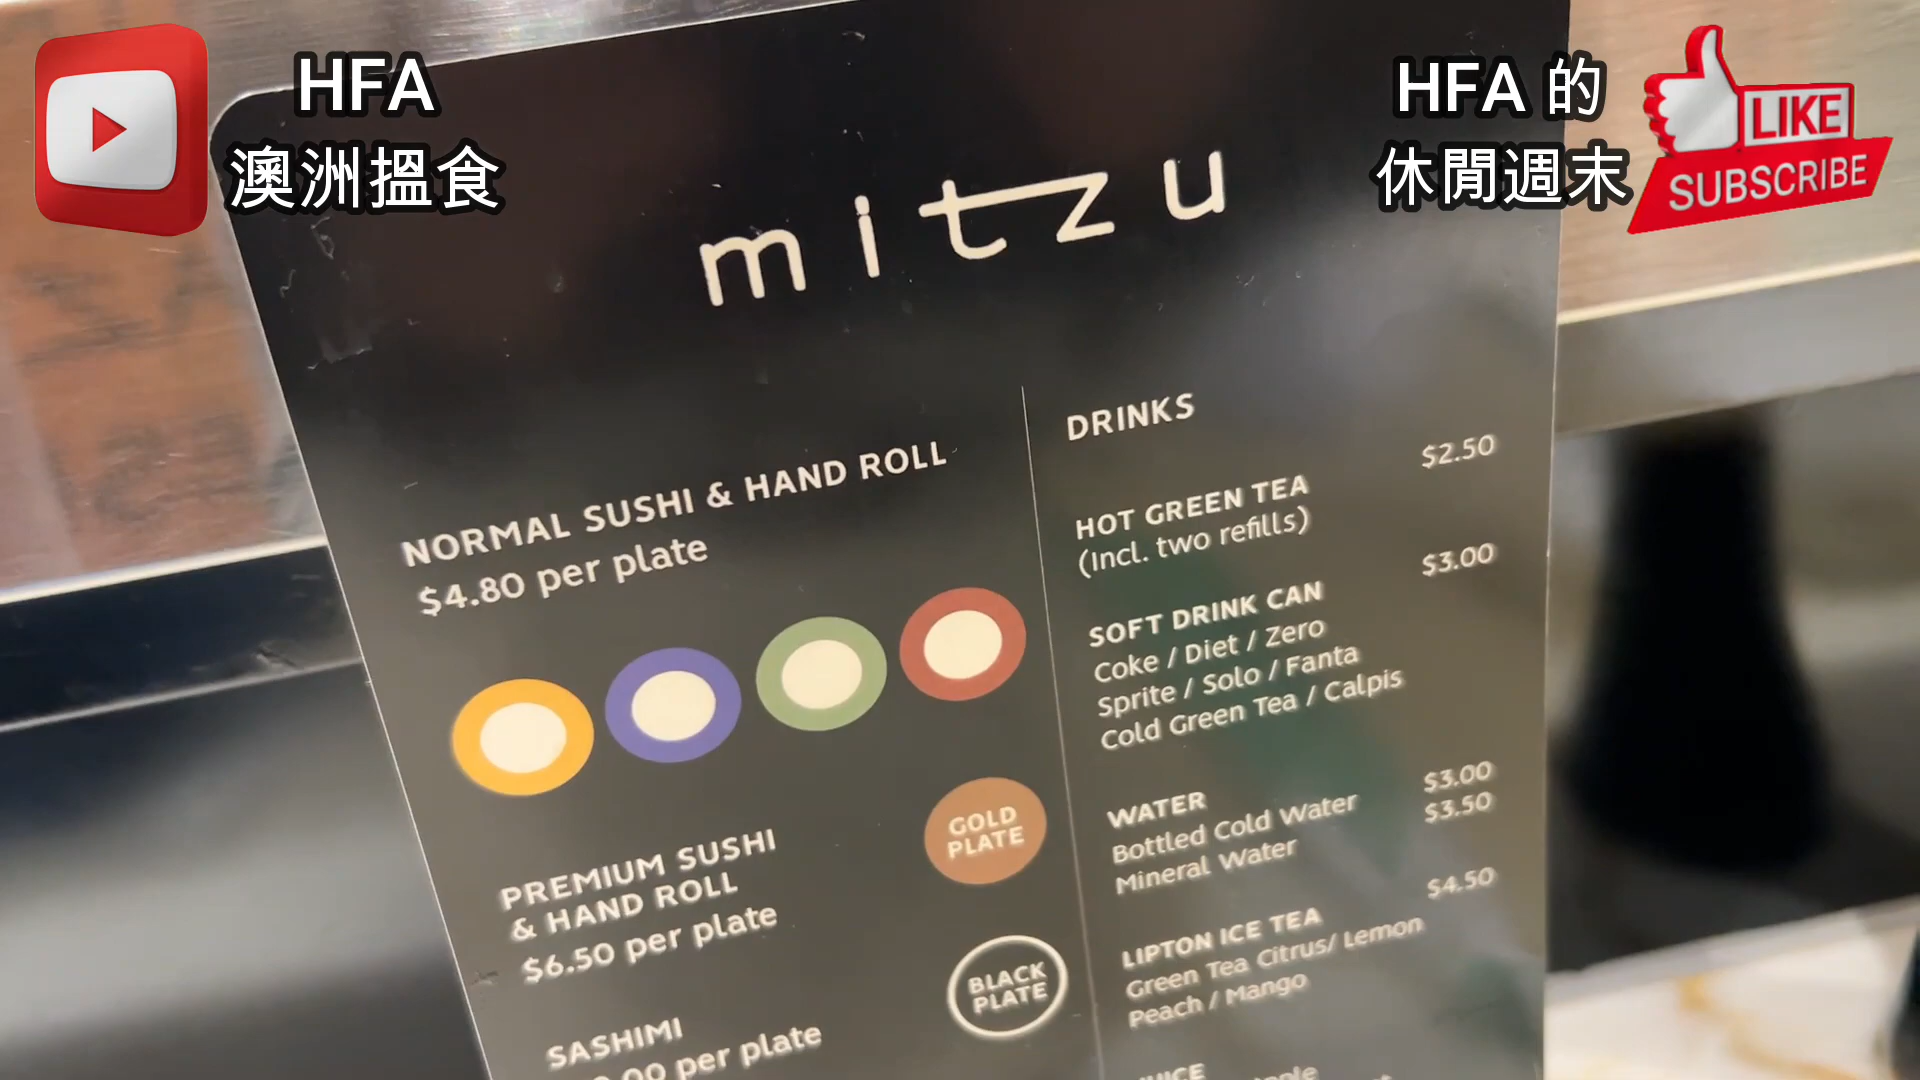 HFA
澳洲搵食
HFA 的
休閒週末
LIKE
SUBSCRIBE
mitzu
NORMAL SUSHI & HAND ROLL
$4.80 per plate
PREMIUM SUSHI
& HAND ROLL
$6.50 per plate
GOLD
PLATE
SASHIMI
per plate
BLACK
PLATE
DRINKS
HOT GREEN TEA $2.50
(Incl. two refills)
SOFT DRINK CAN $3.00
Coke / Diet / Zero
Sprite / Solo / Fanta
Cold Green Tea / Calpis
WATER
Bottled Cold Water $3.00
Mineral Water $3.50
LIPTON ICE TEA $4.50
Green Tea Citrus/ Lemon
Peach / Mango